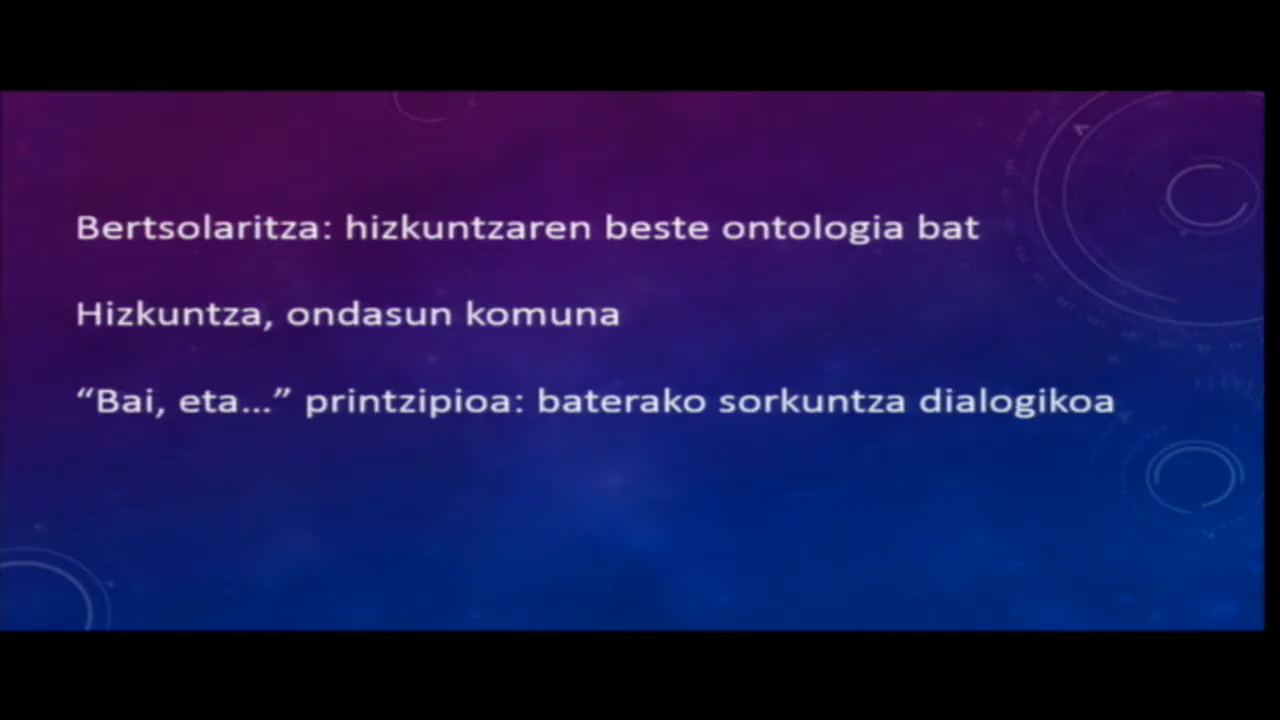 Bertsolaritza: hizkuntzaren beste ontologia bat
Hizkuntza, ondasun komuna
“Bai, eta...” printzipioa: baterako sorkuntza dialogikoa